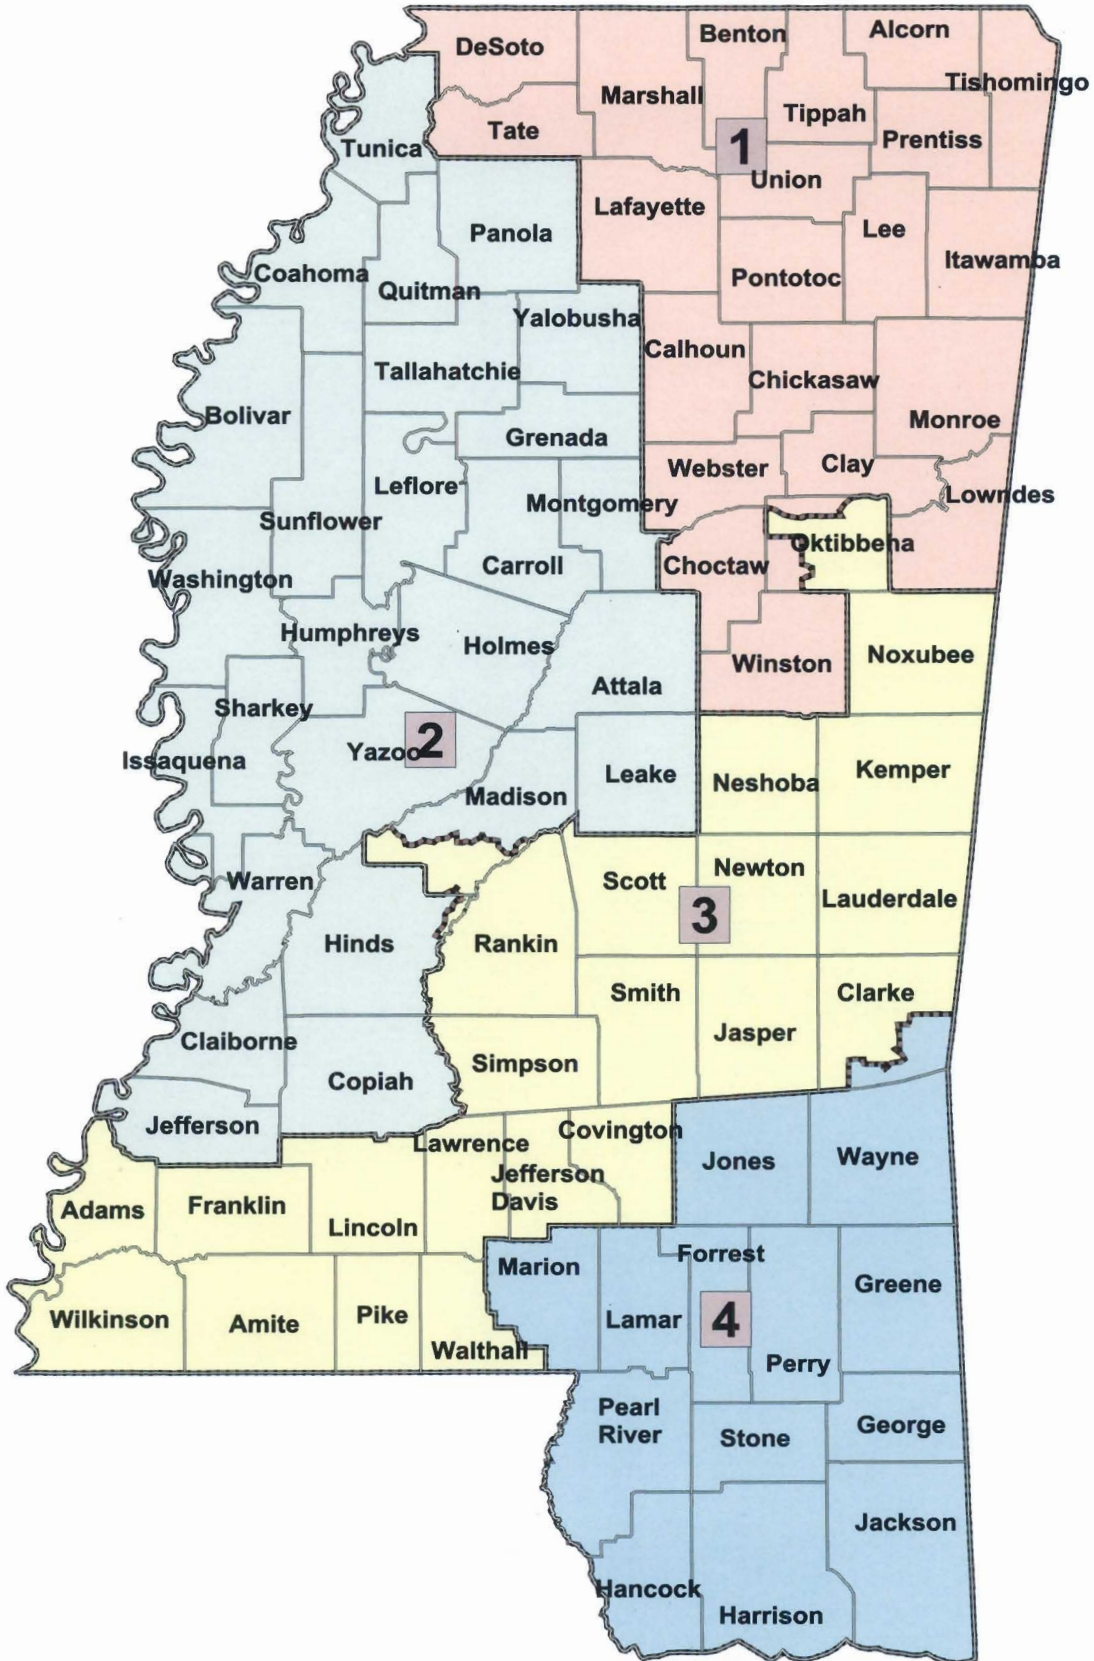 DeSoto
Benton
Alcorn
Tishomingo
Marshall
Tippah
Tate
Prentiss
1
Tunica
Union
Lafayette
Panola
Lee
Coahoma
Itawamba
Pontotoc
Quitman
Yalobusha
Calhoun
Tallahatchie
Chickasaw
Bolivar
Monroe
Grenada
Webster
Clay
Leflore
Montgomery
Lowndes
Sunflower
Oktibbeha
Washington
Carroll
Choctaw
Humphreys
Holmes
Winston
Noxubee
Attala
Sharkey
Issaquena
Yazoo
2
Leake
Neshoba
Kemper
Madison
Warren
Scott
Newton
Lauderdale
3
Hinds
Rankin
Smith
Clarke
Claiborne
Jasper
Simpson
Copiah
Jefferson
Lawrence
Covington
Jones
Wayne
Jefferson
Davis
Adams
Franklin
Lincoln
Marion
Forrest
Greene
Wilkinson
Amite
Pike
Lamar
4
Walthall
Perry
Pearl
River
Stone
George
Jackson
Hancock
Harrison